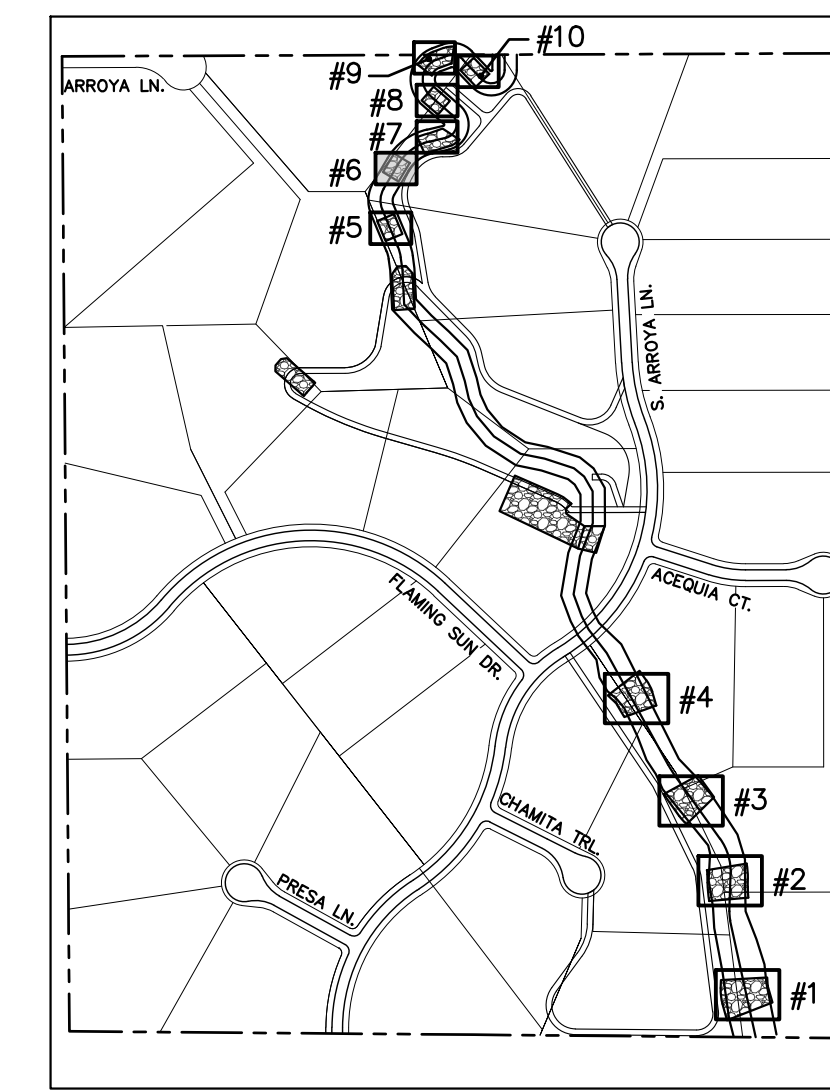 #10
#9
ARROYA LN.
#8
#7
#6
#5
S. ARROYA LN.
FLAMING SUN DR.
ACEQUIA CT.
#4
#3
CHAMITA TRL.
#2
PRESA LN.
#1